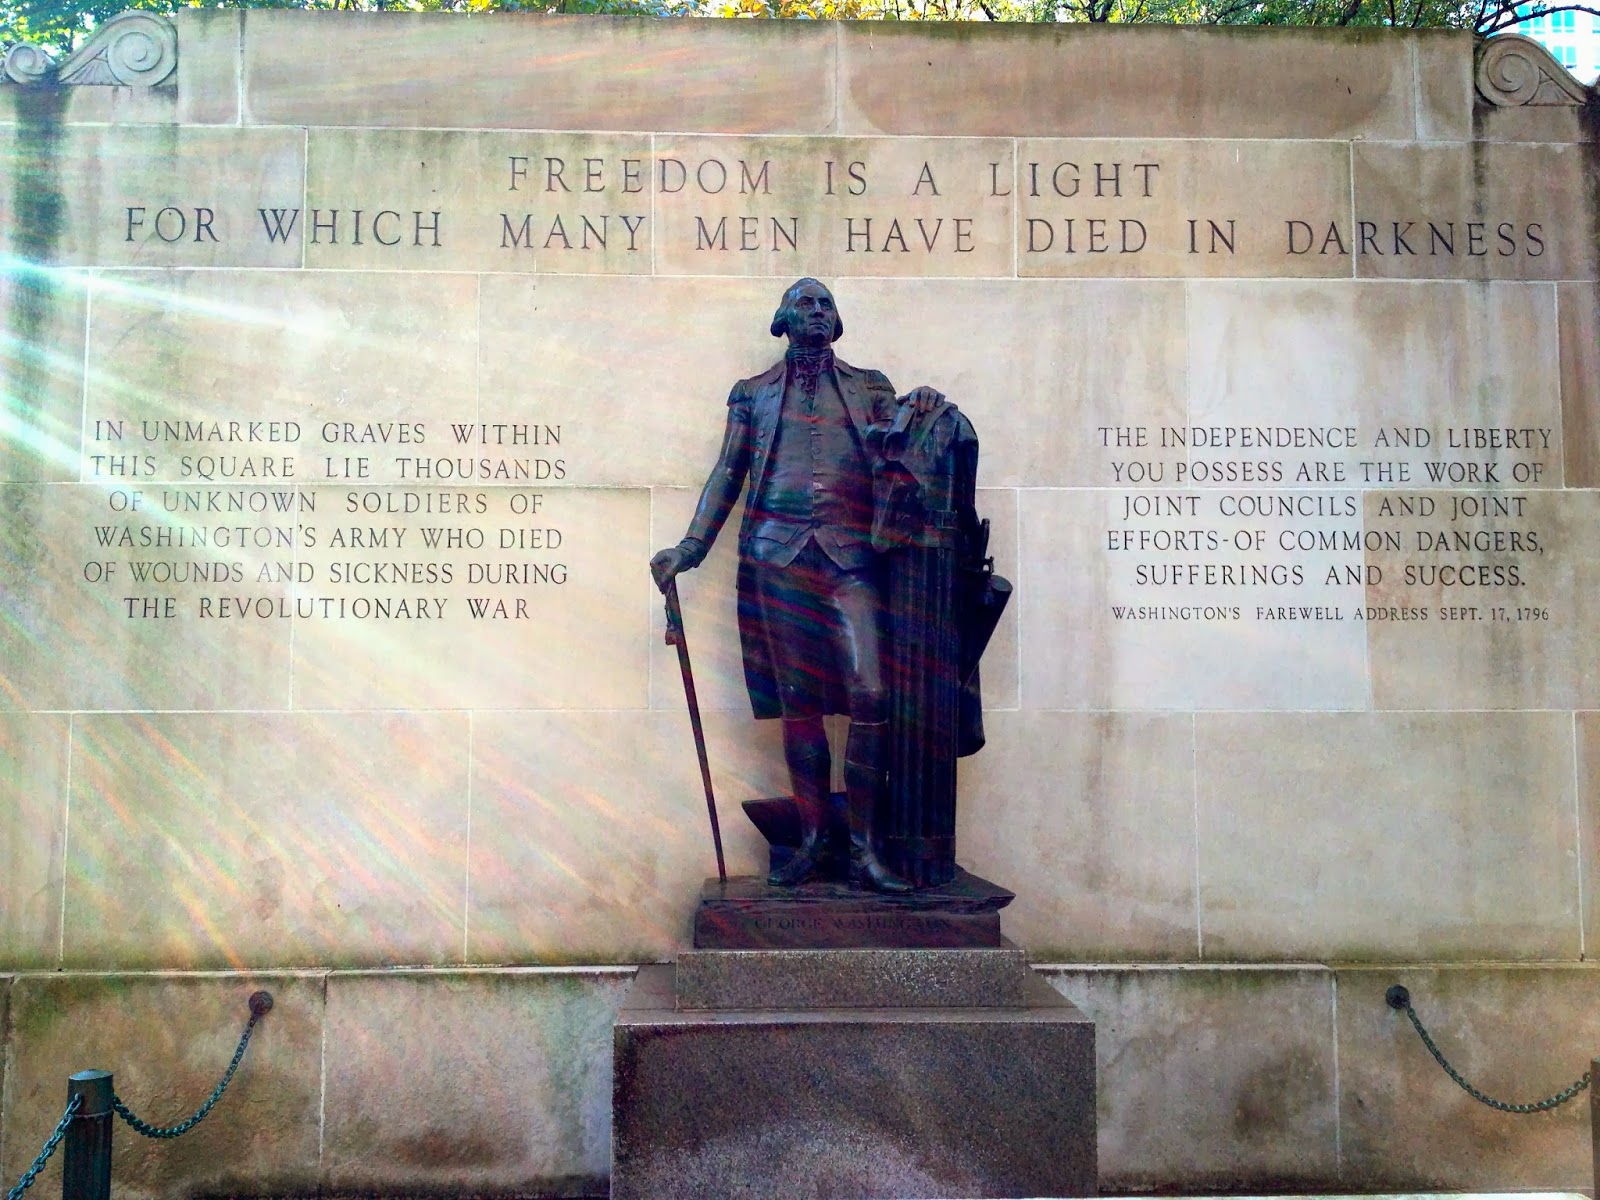 FREEDOM IS A LIGHT
FOR WHICH MANY MEN HAVE DIED IN DARKNESS
IN UNMARKED GRAVES WITHIN
THIS SQUARE LIE THOUSANDS
OF UNKNOWN SOLDIERS OF
WASHINGTON'S ARMY WHO DIED
OF WOUNDS AND SICKNESS DURING
THE REVOLUTIONARY WAR
THE INDEPENDENCE AND LIBERTY
YOU POSSESS ARE THE WORK OF
JOINT COUNCILS AND JOINT
EFFORTS-OF COMMON DANGERS,
SUFFERINGS AND SUCCESS.
WASHINGTON'S FAREWELL ADDRESS SEPT. 17, 1796
GEORGE WASHINGTON